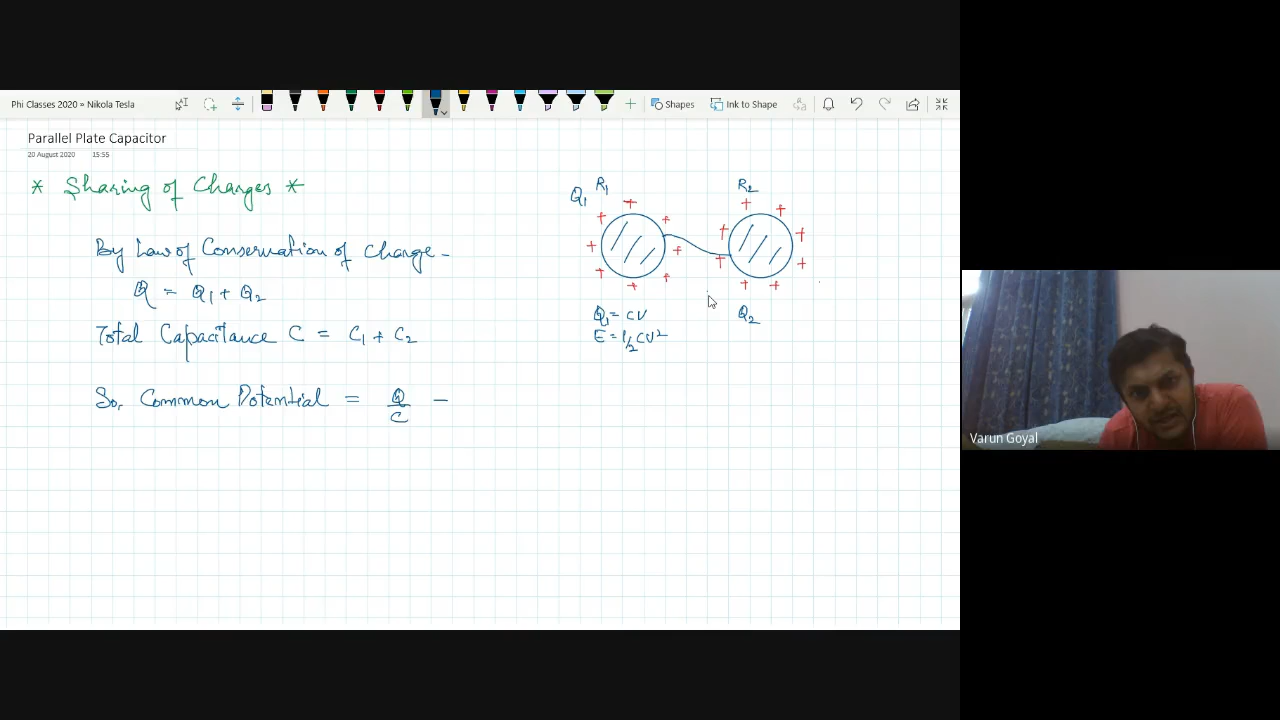 Phi Classes 2020 » Nikola Tesla
Shapes
Ink to Shape
Parallel Plate Capacitor
20 August 2020 15:55
* Sharing of Charges *
By Law of Conservation of Charge -
Q = Q1 + Q2
Total Capacitance C = C1 + C2
So, Common Potential = Q/C -
Q1 R1
R2
+ + + + + + + + +
+ + + + + + + +
Q1 = CV
E = 1/2 CV²
Q2
Varun Goyal